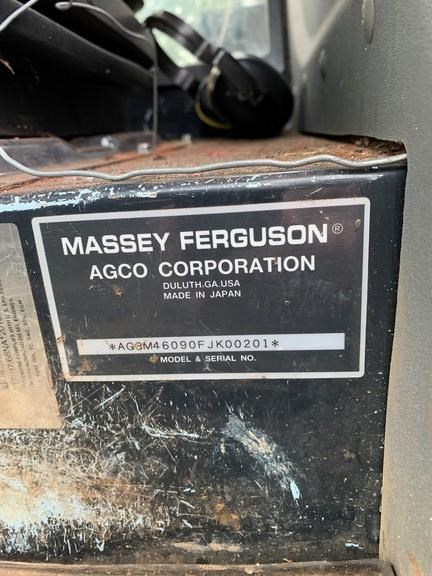 MASSEY FERGUSON®
AGCO CORPORATION
DULUTH.GA.USA
MADE IN JAPAN
*AG3M46090FJK00201*
MODEL & SERIAL NO.